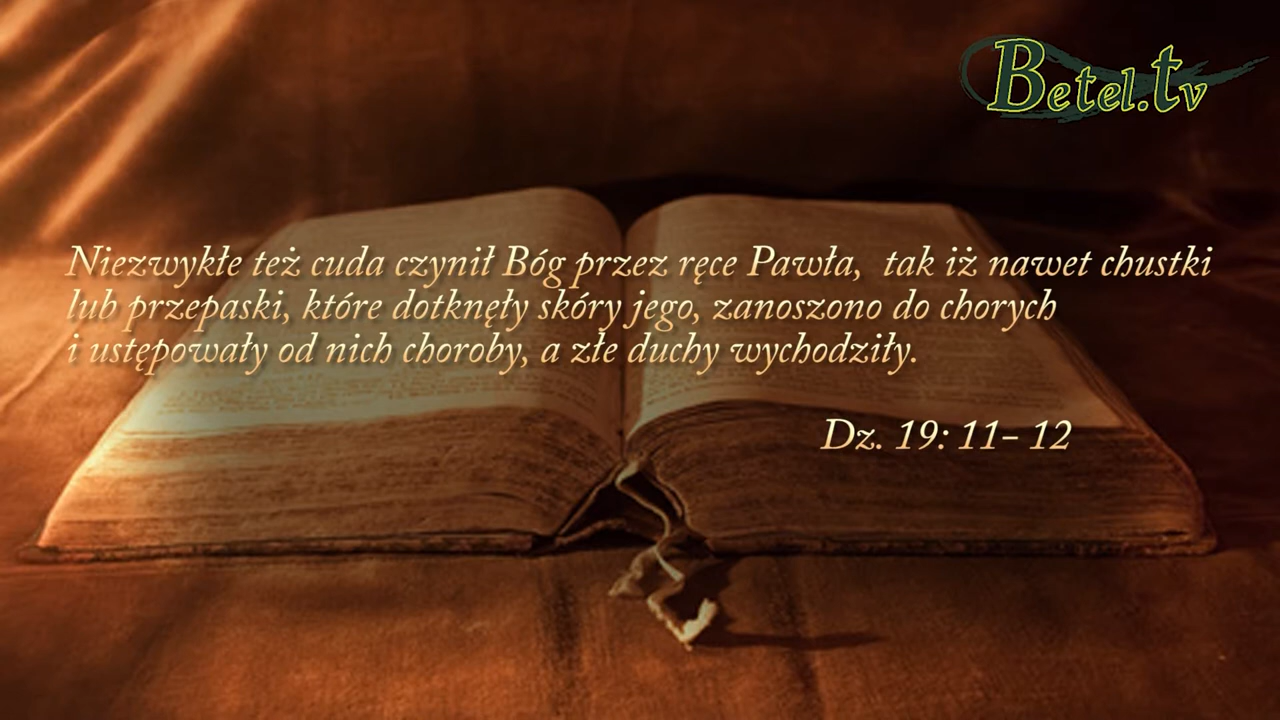 Betel.tv
Niezwykłe też cuda czynił Bóg przez ręce Pawła, tak iż nawet chustki
lub przepaski, które dotknęły skóry jego, zanoszono do chorych
i ustępowały od nich choroby, a złe duchy wychodziły.
Dz. 19: 11- 12